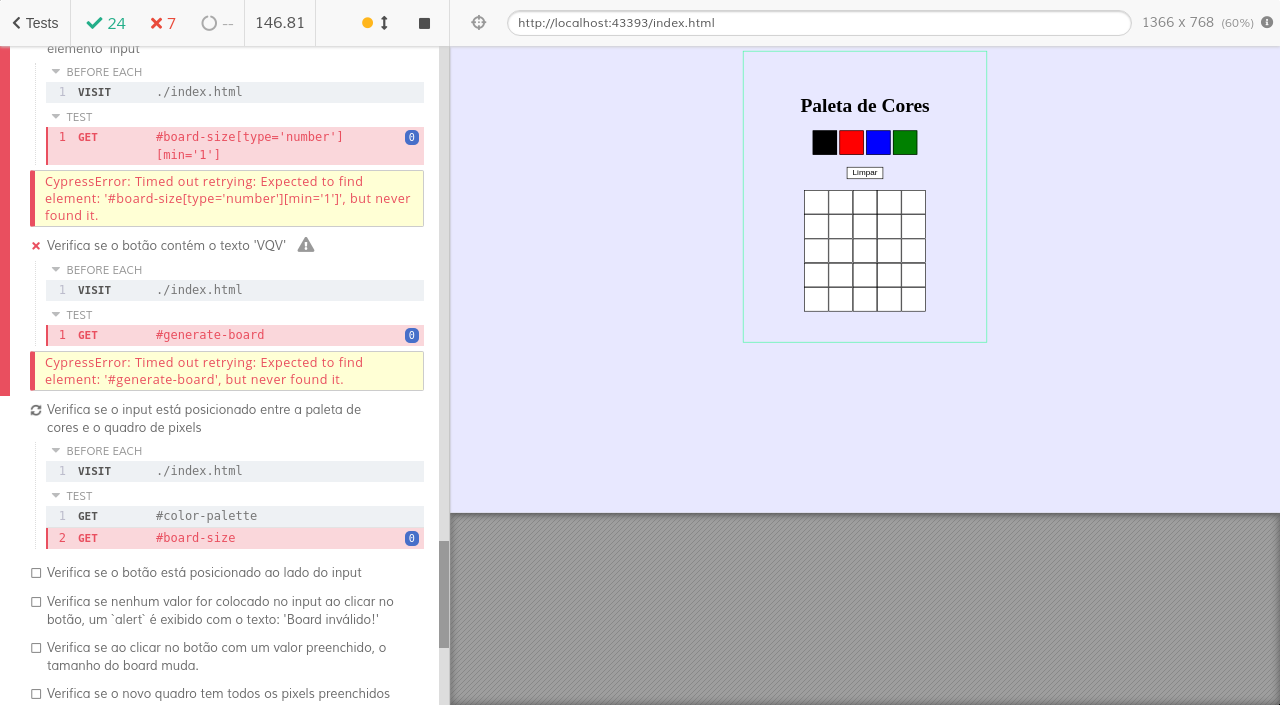 Tests 24 7 -- 146.81
http://localhost:43393/index.html 1366 x 768 (60%)
elemento 'input'
BEFORE EACH
1 VISIT ./index.html
TEST
1 GET #board-size[type='number'] 0
[min='1']
CypressError: Timed out retrying: Expected to find
element: '#board-size[type='number'][min='1']', but never
found it.
Verifica se o botão contém o texto 'VQV'
BEFORE EACH
1 VISIT ./index.html
TEST
1 GET #generate-board 0
CypressError: Timed out retrying: Expected to find
element: '#generate-board', but never found it.
Verifica se o input está posicionado entre a paleta de
cores e o quadro de pixels
BEFORE EACH
1 VISIT ./index.html
TEST
1 GET #color-palette
2 GET #board-size 0
Verifica se o botão está posicionado ao lado do input
Verifica se nenhum valor for colocado no input ao clicar no
botão, um `alert` é exibido com o texto: 'Board inválido!'
Verifica se ao clicar no botão com um valor preenchido, o
tamanho do board muda.
Verifica se o novo quadro tem todos os pixels preenchidos
Paleta de Cores
Limpar